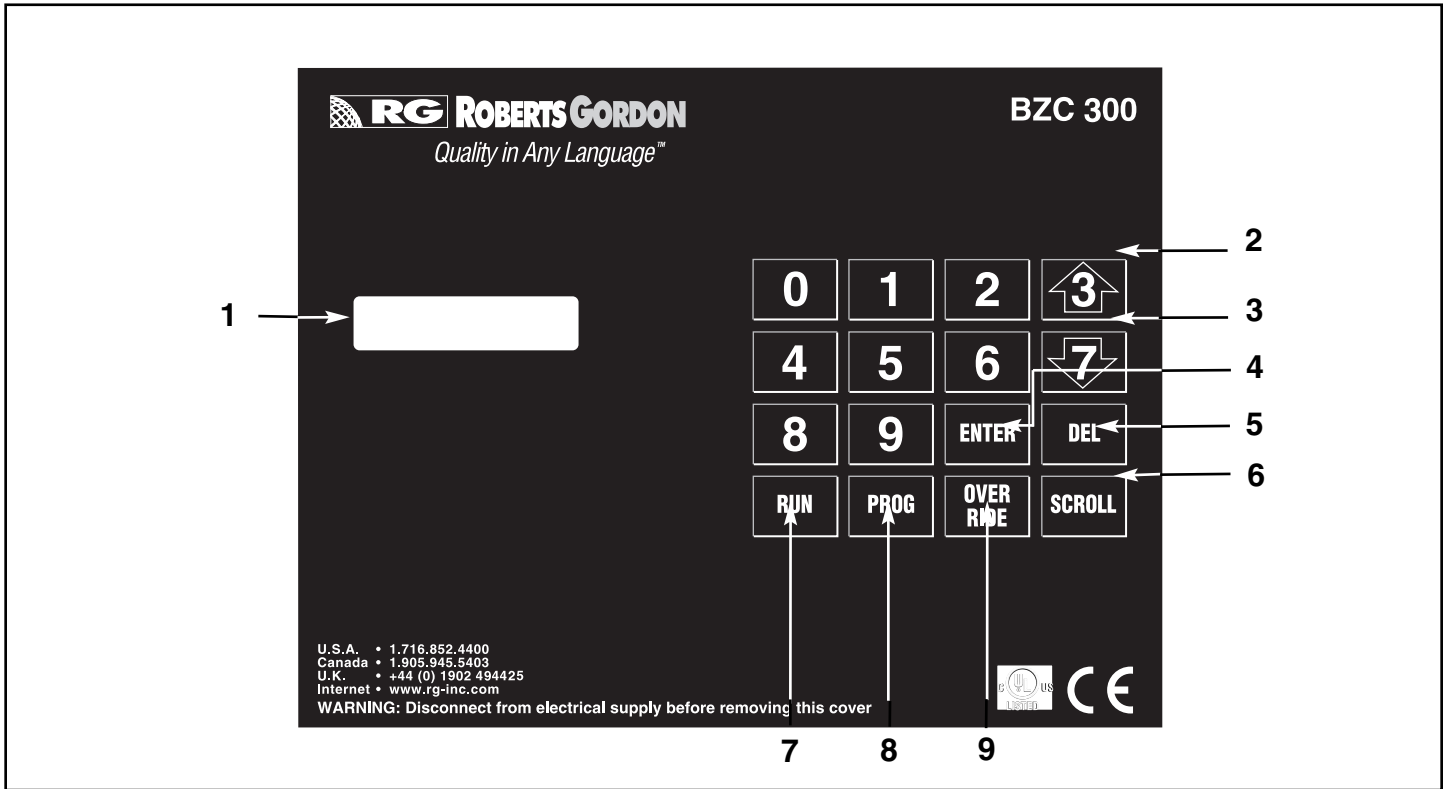 RG ROBERTS GORDON
Quality in Any Language™
BZC 300
2
0 1 2 3
1
3
4 5 6 7
4
8 9 ENTER DEL
5
6
RUN PROG OVER RIDE SCROLL
U.S.A. • 1.716.852.4400
Canada • 1.905.945.5403
U.K. • +44 (0) 1902 494425
Internet • www.rg-inc.com
WARNING: Disconnect from electrical supply before removing this cover
C UL US
LISTED
CE
7 8 9